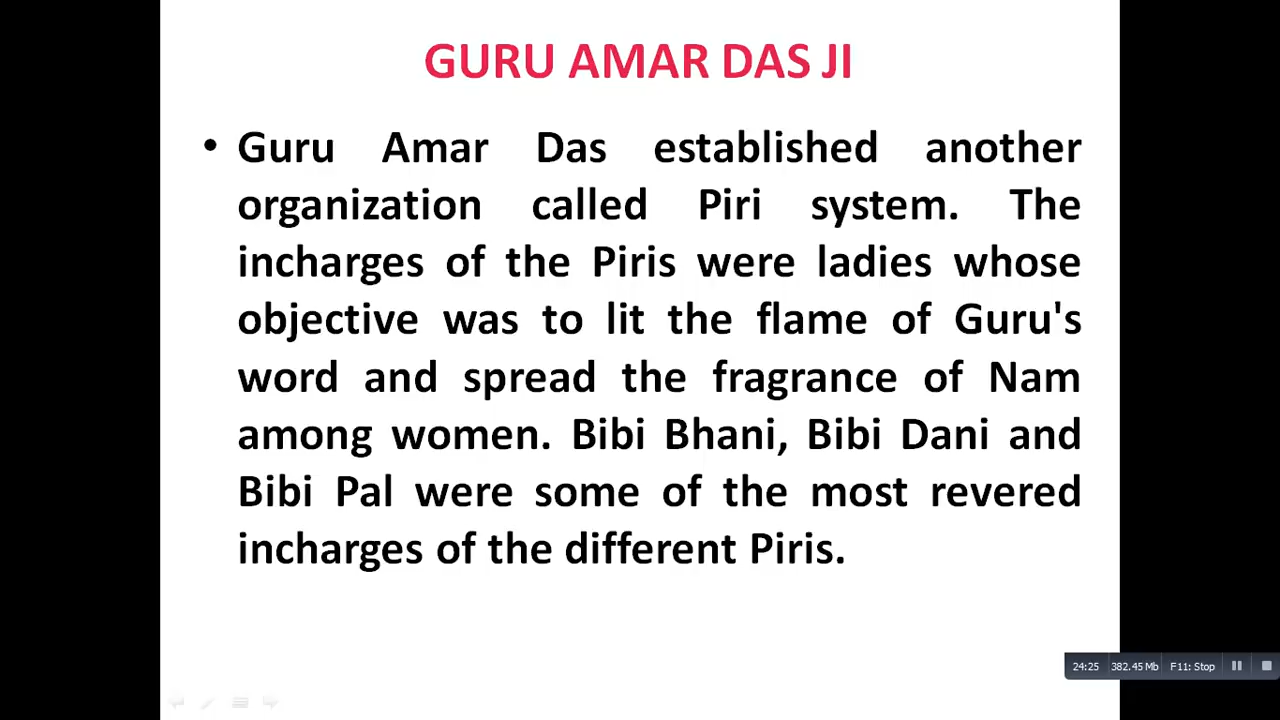 GURU AMAR DAS JI
• Guru Amar Das established another
organization called Piri system. The
incharges of the Piris were ladies whose
objective was to lit the flame of Guru's
word and spread the fragrance of Nam
among women. Bibi Bhani, Bibi Dani and
Bibi Pal were some of the most revered
incharges of the different Piris.
24:25 382.45 Mb F11: Stop